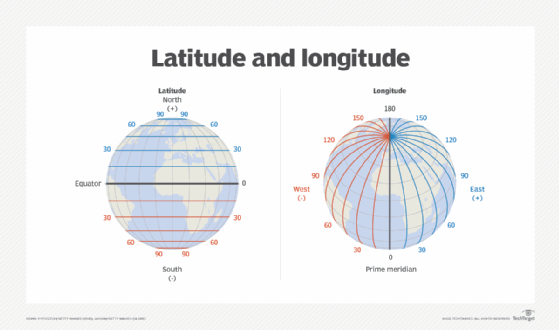 Latitude and longitude
Latitude
North
(+)
90 90
60 60
30 30
Equator 0
30 30
60 60
90 90
South
(-)
Longitude
180
150 150
120 120
90 90
West East
(-) (+)
60 60
30 30
0
Prime meridian
TechTarget